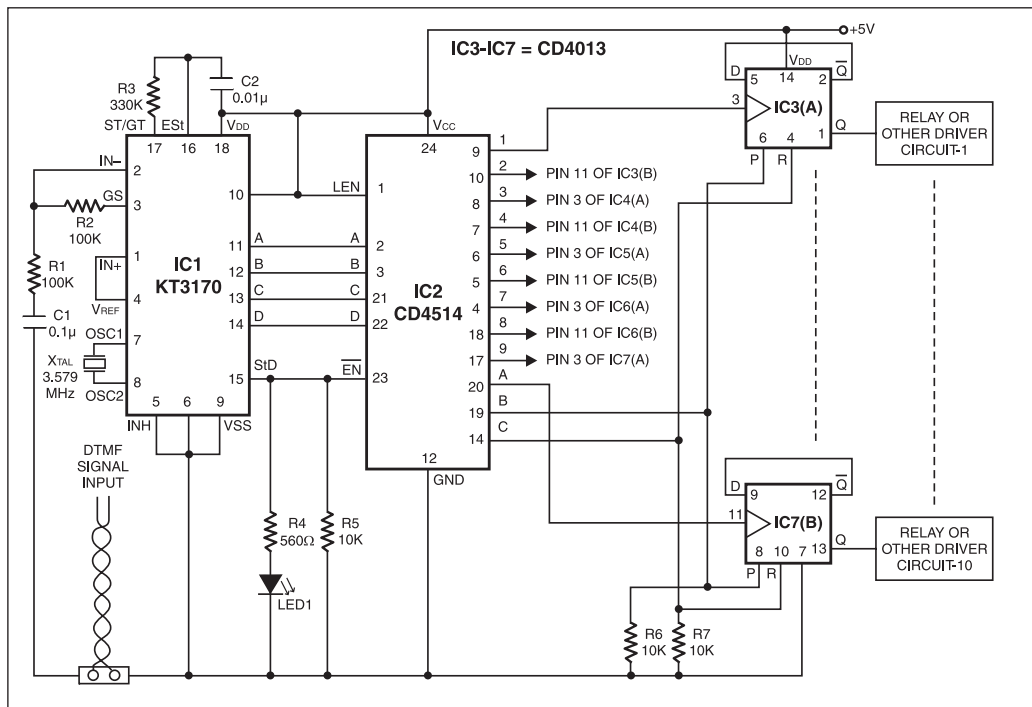 IC3-IC7 = CD4013
+5V
R3
330K
C2
0.01µ
ST/GT
ESt
VDD
17
16
18
IN–
2
GS
3
R2
100K
R1
100K
1
IN+
4
VREF
C1
0.1µ
7
OSC1
XTAL
3.579
MHz
8
OSC2
IC1
KT3170
10
11
12
13
14
15
A
B
C
D
StD
5
6
9
INH
VSS
VCC
24
LEN
1
A
2
B
3
C
21
D
22
EN
23
IC2
CD4514
12
GND
9
1
10
2
PIN 11 OF IC3(B)
8
3
PIN 3 OF IC4(A)
7
4
PIN 11 OF IC4(B)
6
5
PIN 3 OF IC5(A)
5
6
PIN 11 OF IC5(B)
4
7
PIN 3 OF IC6(A)
18
8
PIN 11 OF IC6(B)
17
9
PIN 3 OF IC7(A)
20
A
19
B
14
C
VDD
D
5
14
2
Q
3
IC3(A)
6
4
1
Q
P
R
RELAY OR
OTHER DRIVER
CIRCUIT-1
D
9
12
Q
11
IC7(B)
8
10
7
13
Q
P
R
RELAY OR
OTHER DRIVER
CIRCUIT-10
DTMF
SIGNAL
INPUT
R4
560Ω
LED1
R5
10K
R6
10K
R7
10K